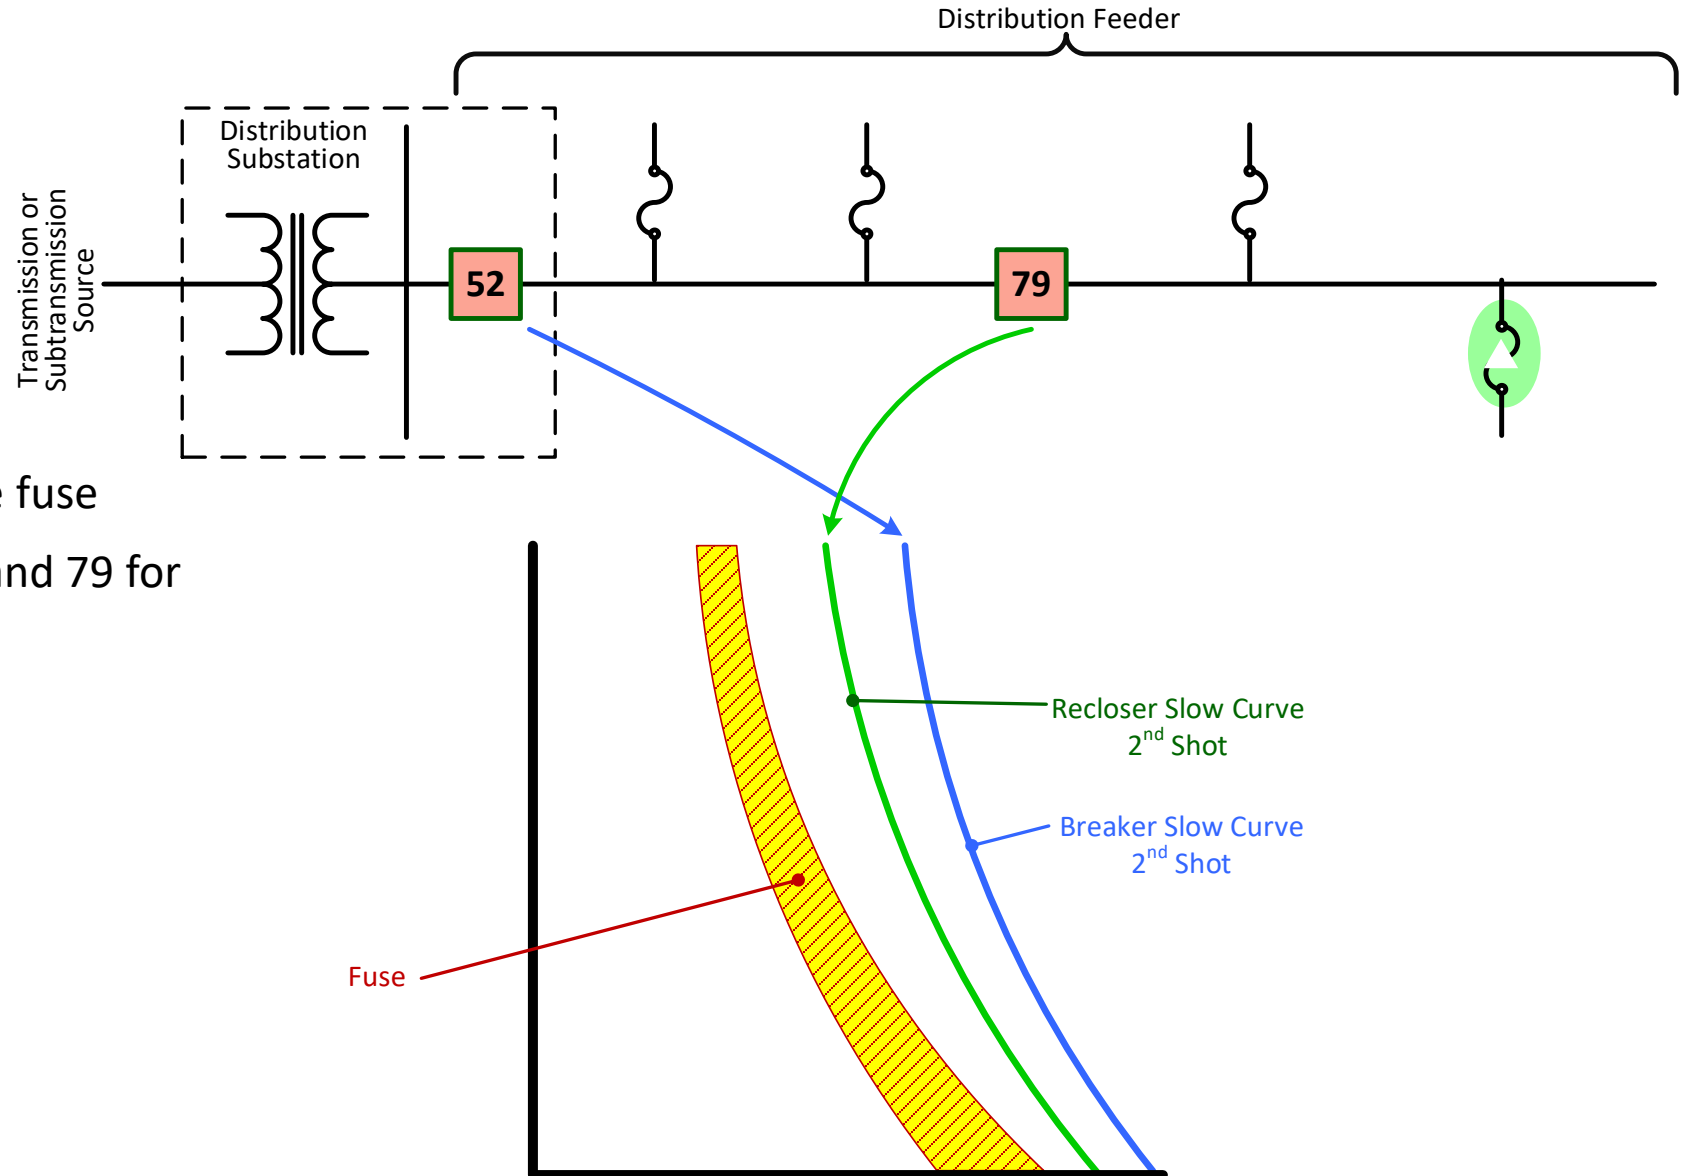 Distribution Feeder
Distribution
Substation
Transmission or
Subtransmission
Source
52
79
fuse
and 79 for
Recloser Slow Curve
2nd Shot
Breaker Slow Curve
2nd Shot
Fuse